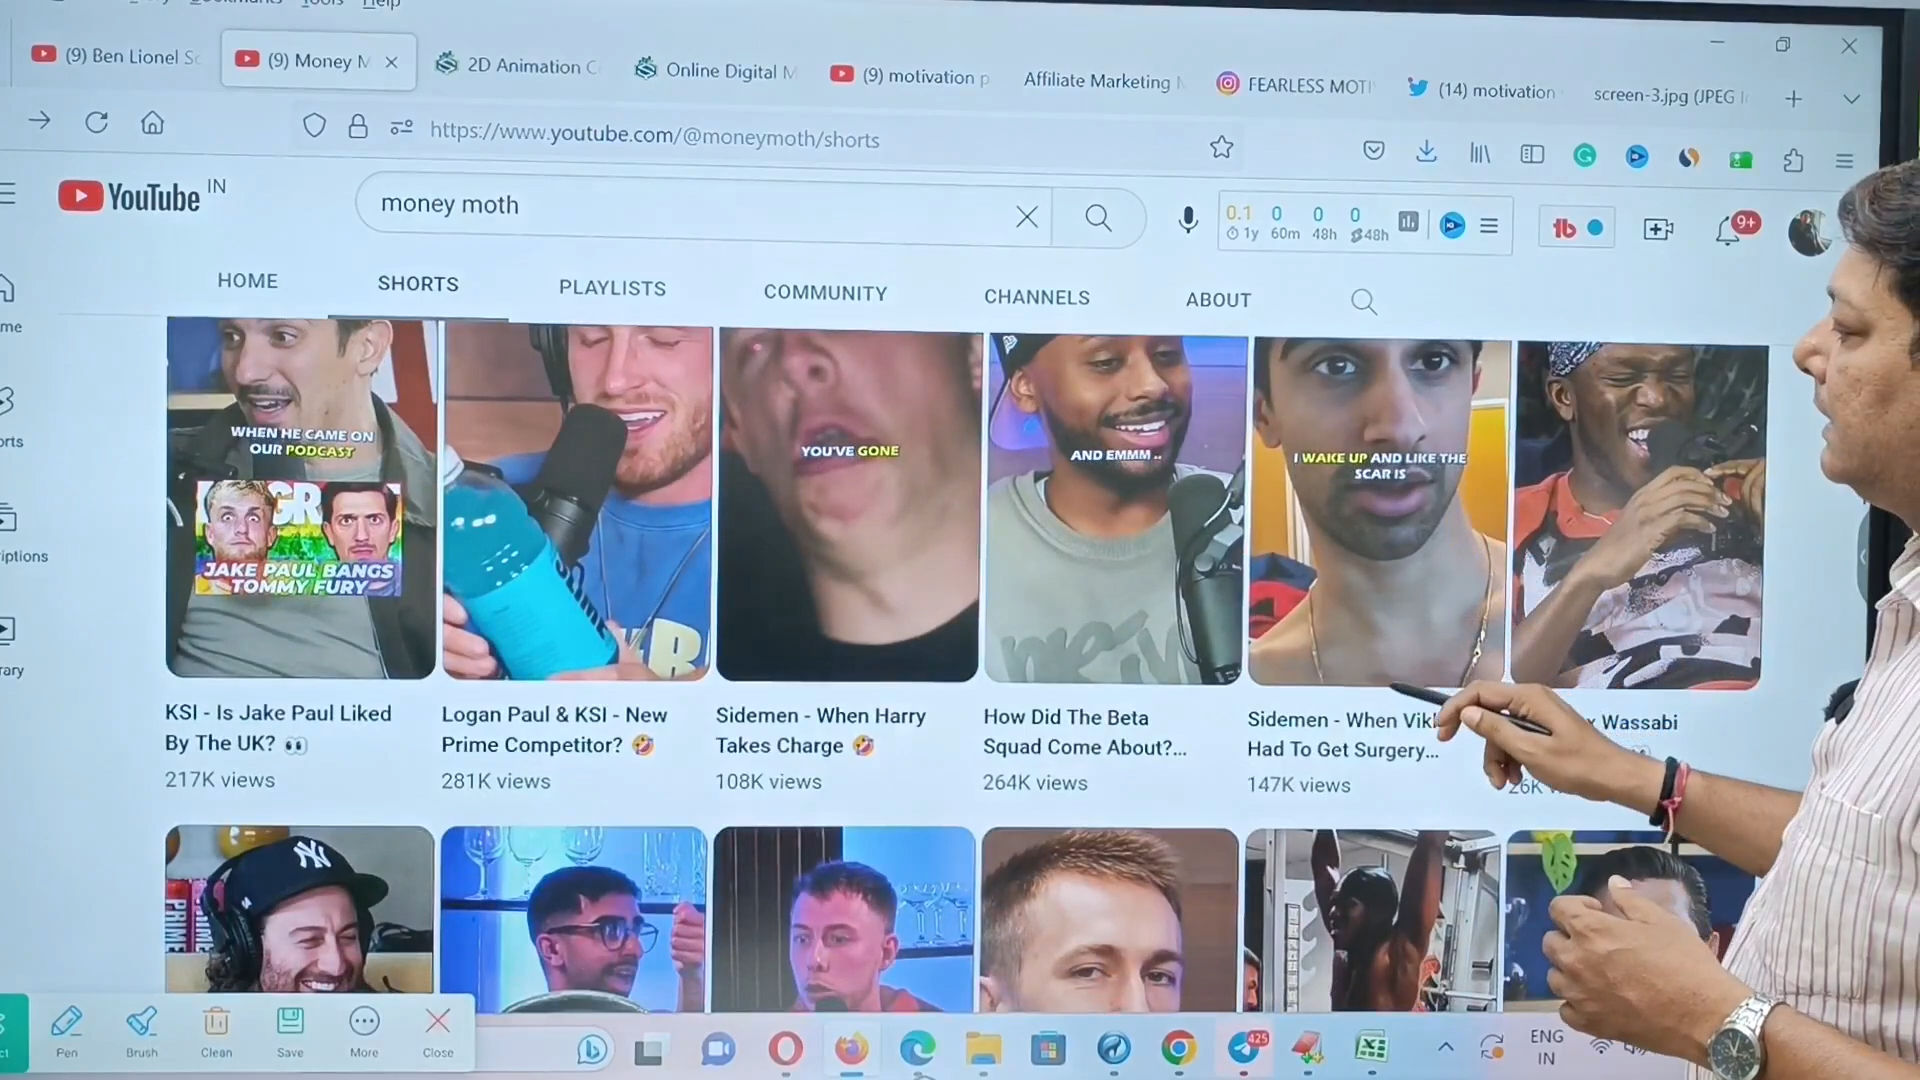 Help
(9) Ben Lionel Sc
(9) Money M
2D Animation C
Online Digital M
(9) motivation p
Affiliate Marketing
FEARLESS MOTI
(14) motivation
screen-3.jpg (JPEG I
https://www.youtube.com/@moneymoth/shorts
YouTube IN
money moth
0.1 0 0 0
1y 60m 48h 48h
9+
HOME
SHORTS
PLAYLISTS
COMMUNITY
CHANNELS
ABOUT
me
orts
iptions
rary
WHEN HE CAME ON
OUR PODCAST
JAKE PAUL BANGS
TOMMY FURY
YOU'VE GONE
AND EMMM ..
I WAKE UP AND LIKE THE
SCAR IS
KSI - Is Jake Paul Liked
By The UK? 👀
217K views
Logan Paul & KSI - New
Prime Competitor? 🤣
281K views
Sidemen - When Harry
Takes Charge 🤣
108K views
How Did The Beta
Squad Come About?...
264K views
Sidemen - When Vik
Had To Get Surgery...
147K views
x Wassabi
26K
NY
PRIME
PRIME
ct
Pen
Brush
Clean
Save
More
Close
425
ENG
IN